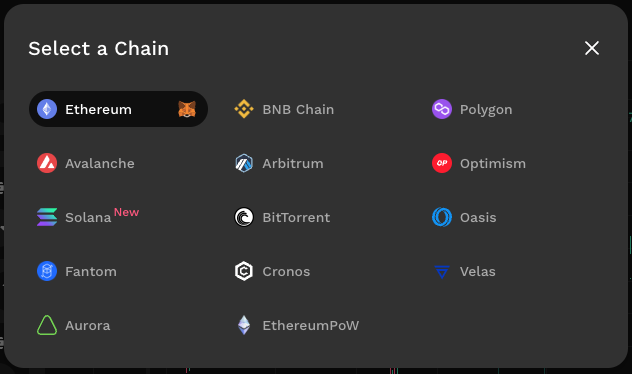 Select a Chain
Ethereum
BNB Chain
Polygon
Avalanche
Arbitrum
OP Optimism
Solana New
BitTorrent
Oasis
Fantom
Cronos
Velas
Aurora
EthereumPoW